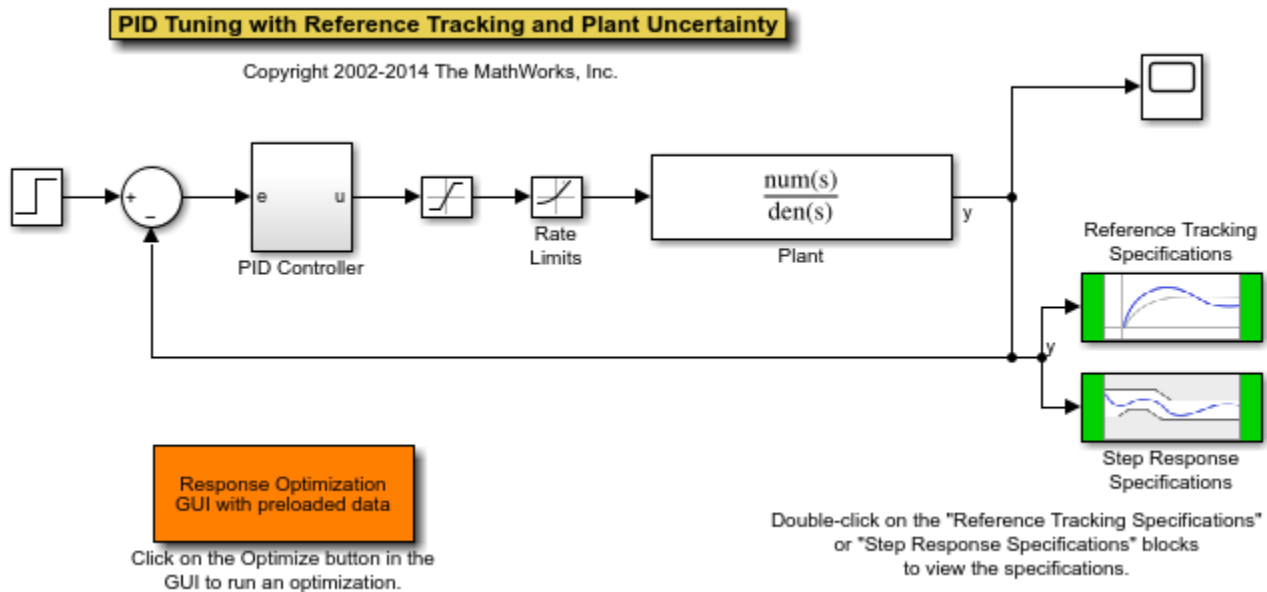 PID Tuning with Reference Tracking and Plant Uncertainty
Copyright 2002-2014 The MathWorks, Inc.
+
−
e
u
PID Controller
Rate
Limits
num(s)
den(s)
Plant
y
Reference Tracking
Specifications
y
Step Response
Specifications
Response Optimization
GUI with preloaded data
Click on the Optimize button in the
GUI to run an optimization.
Double-click on the "Reference Tracking Specifications"
or "Step Response Specifications" blocks
to view the specifications.